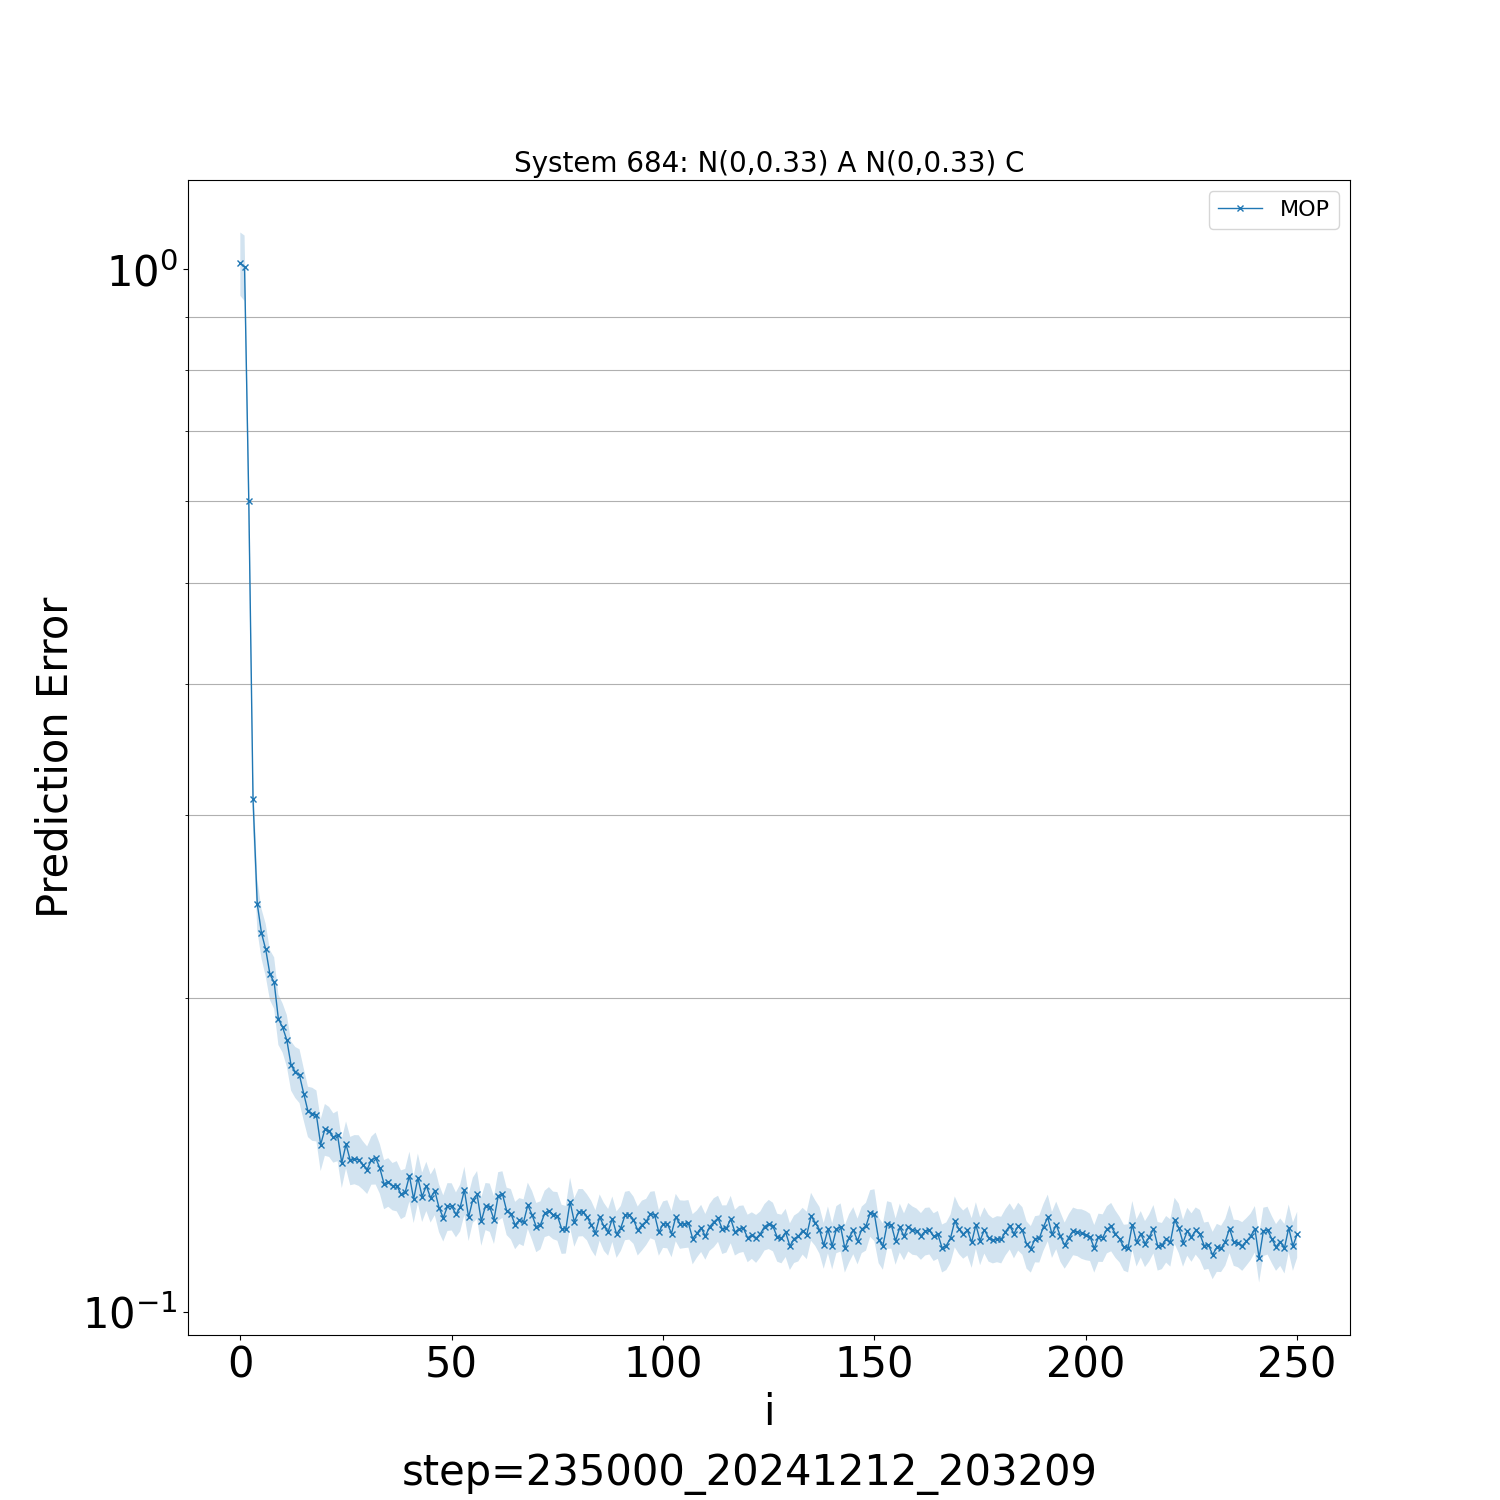 System 684: N(0,0.33) A N(0,0.33) C
MOP
10⁰
Prediction Error
10⁻¹
0 50 100 150 200 250
i
step=235000_20241212_203209